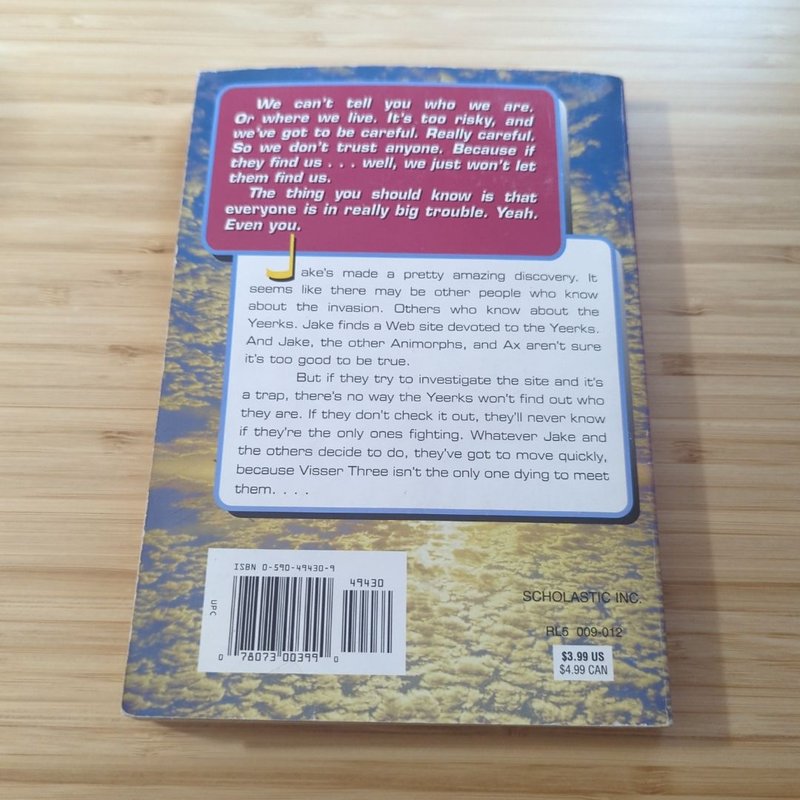 We can't tell you who we are.
Or where we live. It's too risky, and
we've got to be careful. Really careful.
So we don't trust anyone. Because if
they find us . . . well, we just won't let
them find us.
The thing you should know is that
everyone is in really big trouble. Yeah.
Even you.
Jake's made a pretty amazing discovery. It
seems like there may be other people who know
about the invasion. Others who know about the
Yeerks. Jake finds a Web site devoted to the Yeerks.
And Jake, the other Animorphs, and Ax aren't sure
it's too good to be true.
But if they try to investigate the site and it's
a trap, there's no way the Yeerks won't find out who
they are. If they don't check it out, they'll never know
if they're the only ones fighting. Whatever Jake and
the others decide to do, they've got to move quickly,
because Visser Three isn't the only one dying to meet
them. . . .
ISBN 0-590-49430-9
49430
UPC
0 78073 00399 0
SCHOLASTIC INC.
RL5 009-012
$3.99 US
$4.99 CAN